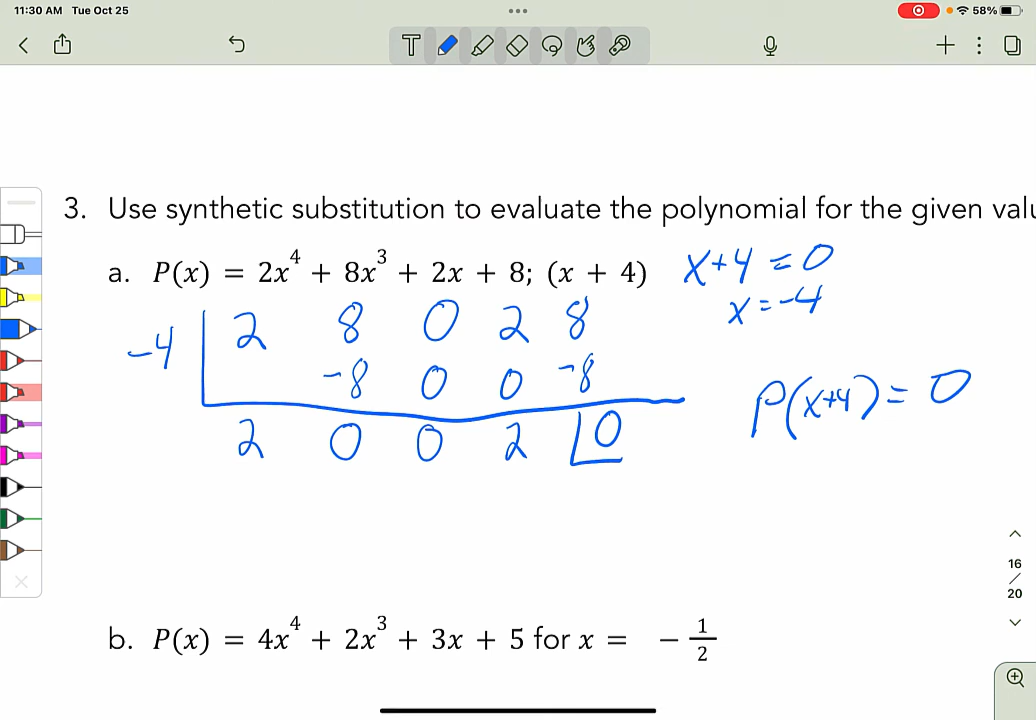 11:30 AM Tue Oct 25
58%
T
3. Use synthetic substitution to evaluate the polynomial for the given valu
a. P(x) = 2x⁴ + 8x³ + 2x + 8; (x + 4) x+4 = 0
x = -4
-4 2 8 0 2 8
-8 0 0 -8
P(x+4) = 0
2 0 0 2 0
16
/
20
b. P(x) = 4x⁴ + 2x³ + 3x + 5 for x = - 1/2